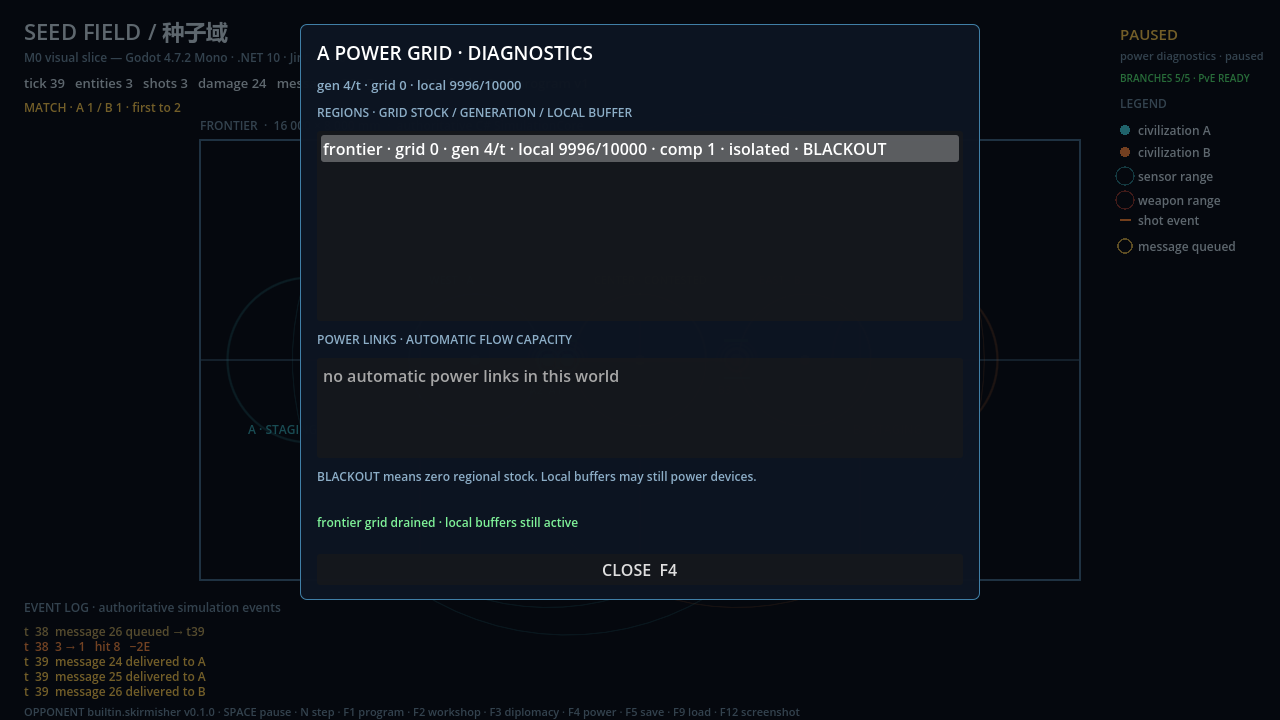 SEED FIELD / 种子域
M0 visual slice — Godot 4.7.2 Mono · .NET 10 ·
tick 39 entities 3 shots 3 damage 24
MATCH · A 1 / B 1 · first to 2
FRONTIER · 16
A POWER GRID · DIAGNOSTICS
gen 4/t · grid 0 · local 9996/10000
REGIONS · GRID STOCK / GENERATION / LOCAL BUFFER
frontier · grid 0 · gen 4/t · local 9996/10000 · comp 1 · isolated · BLACKOUT
POWER LINKS · AUTOMATIC FLOW CAPACITY
no automatic power links in this world
BLACKOUT means zero regional stock. Local buffers may still power devices.
frontier grid drained · local buffers still active
CLOSE F4
PAUSED
power diagnostics · paused
BRANCHES 5/5 · PvE READY
LEGEND
civilization A
civilization B
sensor range
weapon range
shot event
message queued
A · STAGI
EVENT LOG · authoritative simulation events
t 38 message 26 queued → t39
t 38 3 → 1 hit 8 −2E
t 39 message 24 delivered to A
t 39 message 25 delivered to A
t 39 message 26 delivered to B
OPPONENT builtin.skirmisher v0.1.0 · SPACE pause · N step · F1 program · F2 workshop · F3 diplomacy · F4 power · F5 save · F9 load · F12 screenshot